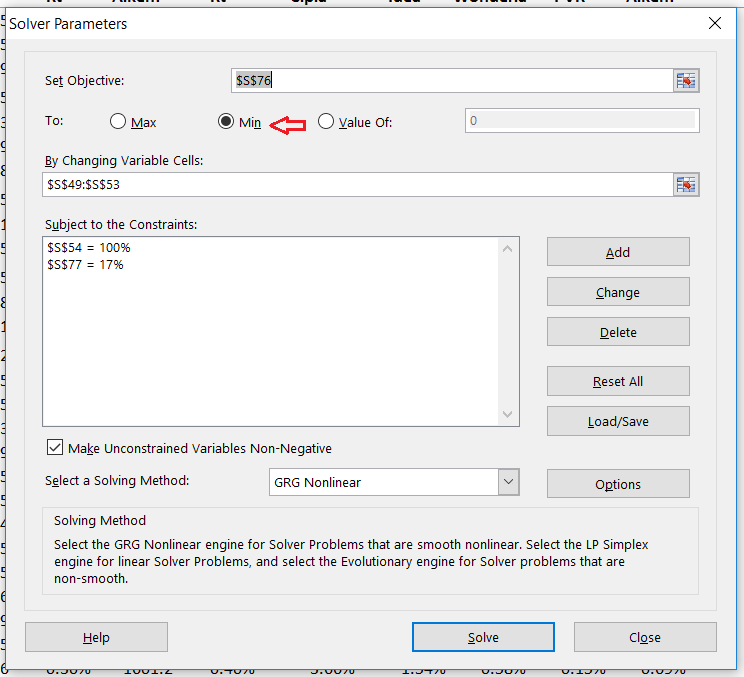 Solver Parameters
Set Objective:
$S$76
To:
Max
Min
Value Of:
0
By Changing Variable Cells:
$S$49:$S$53
Subject to the Constraints:
$S$54 = 100%
$S$77 = 17%
Add
Change
Delete
Reset All
Load/Save
Make Unconstrained Variables Non-Negative
Select a Solving Method:
GRG Nonlinear
Options
Solving Method
Select the GRG Nonlinear engine for Solver Problems that are smooth nonlinear. Select the LP Simplex
engine for linear Solver Problems, and select the Evolutionary engine for Solver problems that are
non-smooth.
Help
Solve
Close